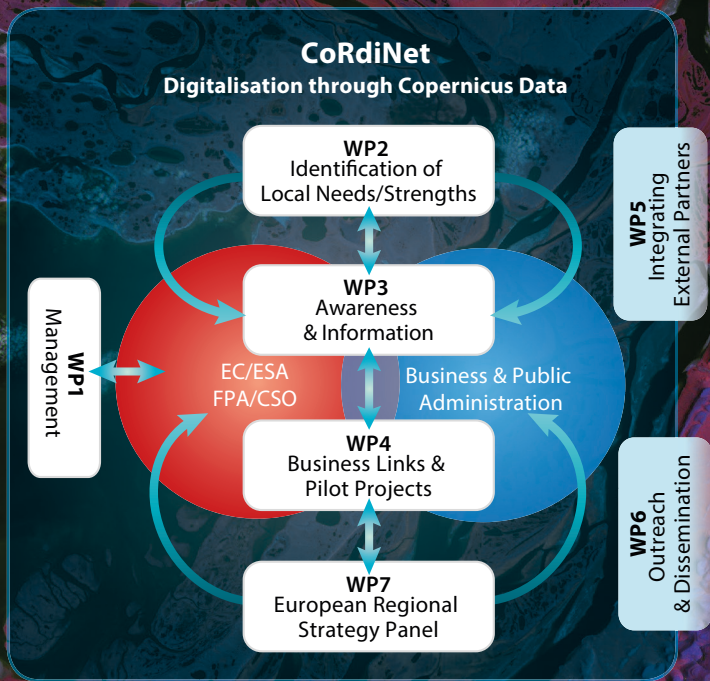 CoRdiNet
Digitalisation through Copernicus Data
WP2
Identification of
Local Needs/Strengths
WP5
Integrating
External Partners
WP3
Awareness
& Information
WP1
Management
EC/ESA
FPA/CSO
Business & Public
Administration
WP4
Business Links &
Pilot Projects
WP6
Outreach
& Dissemination
WP7
European Regional
Strategy Panel